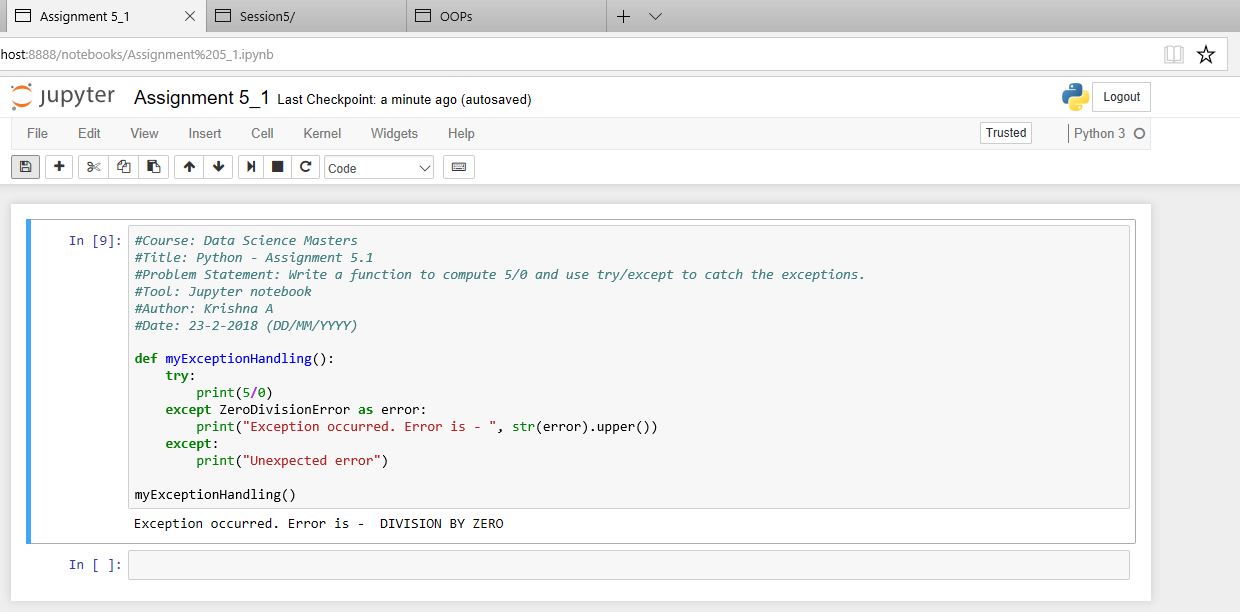 Assignment 5_1
Session5/
OOPs
host:8888/notebooks/Assignment%205_1.ipynb
jupyter Assignment 5_1 Last Checkpoint: a minute ago (autosaved)
Logout
File Edit View Insert Cell Kernel Widgets Help
Trusted
Python 3
Code
In [9]:
#Course: Data Science Masters
#Title: Python - Assignment 5.1
#Problem Statement: Write a function to compute 5/0 and use try/except to catch the exceptions.
#Tool: Jupyter notebook
#Author: Krishna A
#Date: 23-2-2018 (DD/MM/YYYY)
def myExceptionHandling():
    try:
        print(5/0)
    except ZeroDivisionError as error:
        print("Exception occurred. Error is - ", str(error).upper())
    except:
        print("Unexpected error")
myExceptionHandling()
Exception occurred. Error is -  DIVISION BY ZERO
In [ ]: